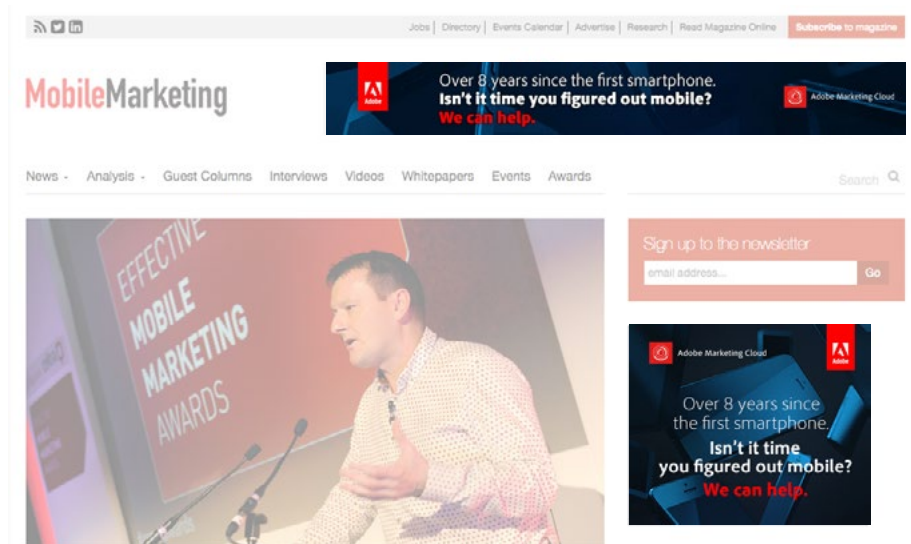 Jobs | Directory | Events Calendar | Advertise | Research | Read Magazine Online
Subscribe to magazine
MobileMarketing
Adobe
Over 8 years since the first smartphone.
Isn't it time you figured out mobile?
We can help.
Adobe Marketing Cloud
News - Analysis - Guest Columns Interviews Videos Whitepapers Events Awards
Search
EFFECTIVE
MOBILE
MARKETING
AWARDS
Sign up to the newsletter
email address...
Go
Adobe Marketing Cloud
Adobe
Over 8 years since
the first smartphone.
Isn't it time
you figured out mobile?
We can help.